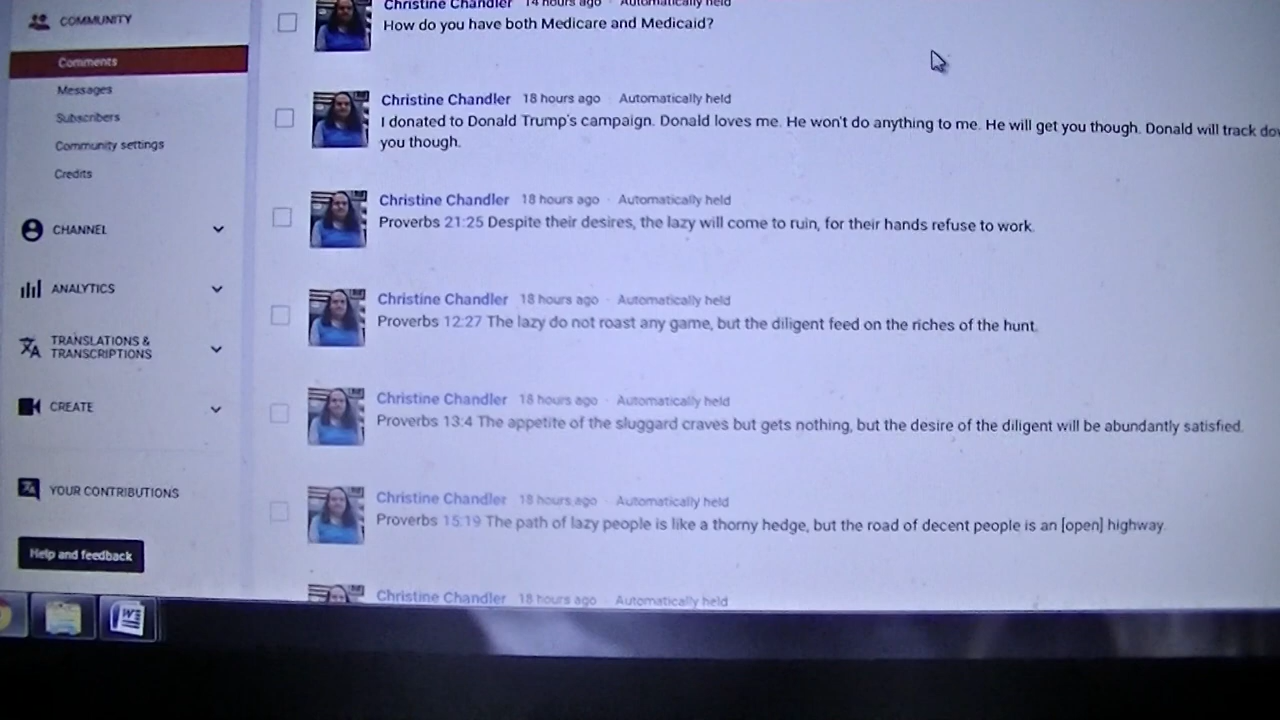 COMMUNITY
Comments
Messages
Subscribers
Community settings
Credits
CHANNEL
ANALYTICS
TRANSLATIONS &
TRANSCRIPTIONS
CREATE
YOUR CONTRIBUTIONS
Help and feedback
Christine Chandler 14 hours ago · Automatically held
How do you have both Medicare and Medicaid?
Christine Chandler 18 hours ago · Automatically held
I donated to Donald Trump's campaign. Donald loves me. He won't do anything to me. He will get you though. Donald will track
you though.
Christine Chandler 18 hours ago · Automatically held
Proverbs 21:25 Despite their desires, the lazy will come to ruin, for their hands refuse to work.
Christine Chandler 18 hours ago · Automatically held
Proverbs 12:27 The lazy do not roast any game, but the diligent feed on the riches of the hunt.
Christine Chandler 18 hours ago · Automatically held
Proverbs 13:4 The appetite of the sluggard craves but gets nothing, but the desire of the diligent will be abundantly satisfied.
Christine Chandler 18 hours ago · Automatically held
Proverbs 15:19 The path of lazy people is like a thorny hedge, but the road of decent people is an [open] highway.
Christine Chandler 18 hours ago · Automatically held
W